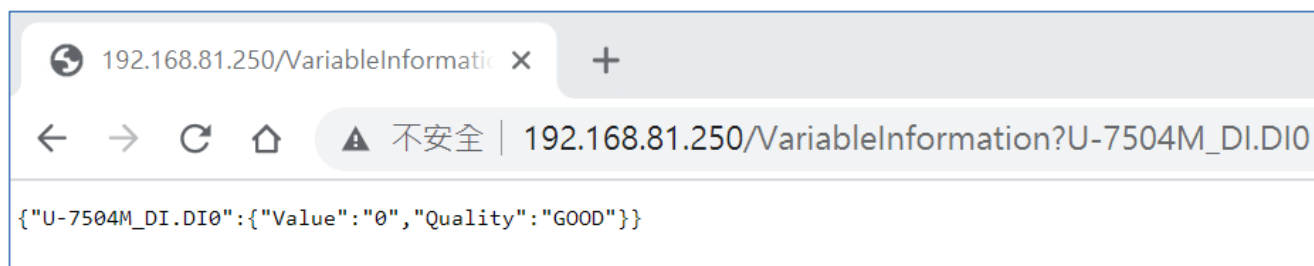 192.168.81.250/VariableInformatic
不安全 192.168.81.250/VariableInformation?U-7504M_DI.DI0
{"U-7504M_DI.DI0":{"Value":"0","Quality":"GOOD"}}